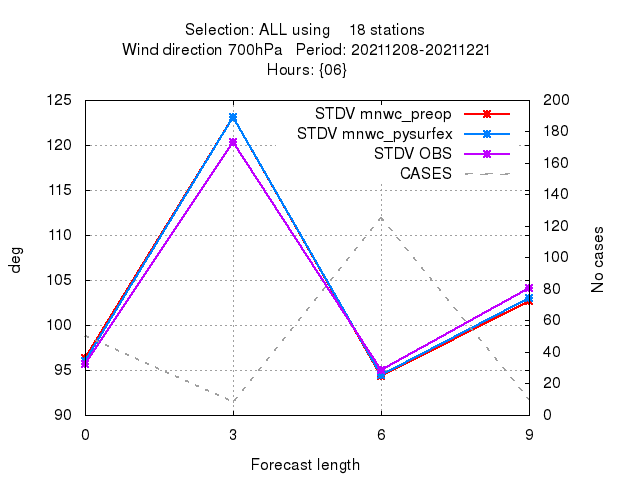 Selection: ALL using 18 stations
Wind direction 700hPa Period: 20211208-20211221
Hours: {06}
125 200
STDV mnwc_preop
180
STDV mnwc_pysurfex
120
STDV OBS
160
CASES
115
140
110
120
deg
No cases
100
105
80
100
60
40
95
20
90 0
0 3 6 9
Forecast length